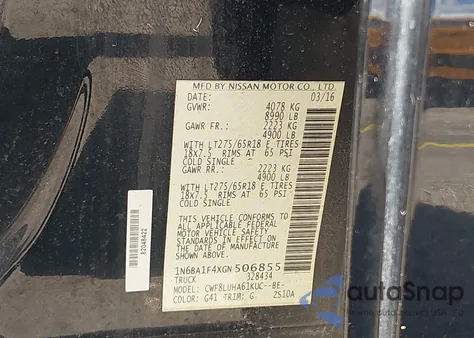 MFD BY NISSAN MOTOR CO., LTD.
DATE: 03/16
GVWR: 4078 KG
8990 LB
GAWR FR.: 2223 KG
4900 LB
WITH LT275/65R18 E TIRES
18x7.5 RIMS AT 65 PSI
COLD SINGLE
GAWR RR.: 2223 KG
4900 LB
WITH LT275/65R18 E TIRES
18x7.5 RIMS AT 65 PSI
COLD SINGLE
THIS VEHICLE CONFORMS TO ALL
APPLICABLE U.S. FEDERAL MOTOR
VEHICLE SAFETY STANDARDS IN EFFECT ON
THE DATE OF MANUFACTURE
SHOWN ABOVE.
1N6BA1F4XGN506855
TRUCK 328434
MODEL: CWF8LUHA61KUC--BE-
COLOR: G41 TRIM: G. ZS10A
82048422
autoSnap